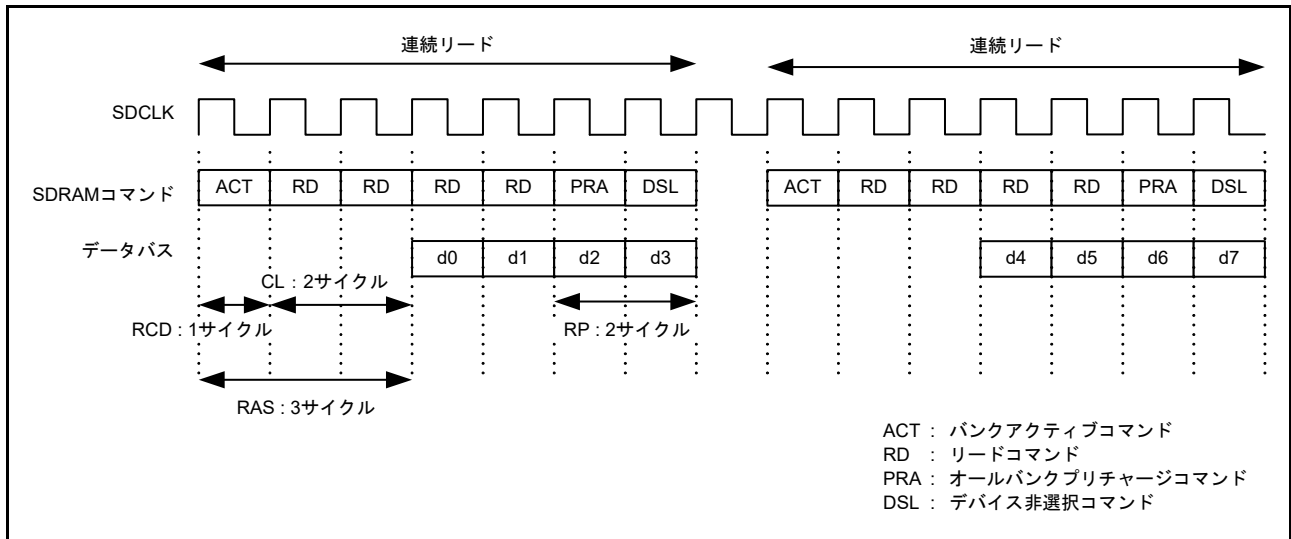 連続リード 連続リード
SDCLK
SDRAMコマンド ACT RD RD RD RD PRA DSL ACT RD RD RD RD PRA DSL
データバス d0 d1 d2 d3 d4 d5 d6 d7
CL : 2サイクル
RCD : 1サイクル RP : 2サイクル
RAS : 3サイクル
ACT : バンクアクティブコマンド
RD : リードコマンド
PRA : オールバンクプリチャージコマンド
DSL : デバイス非選択コマンド